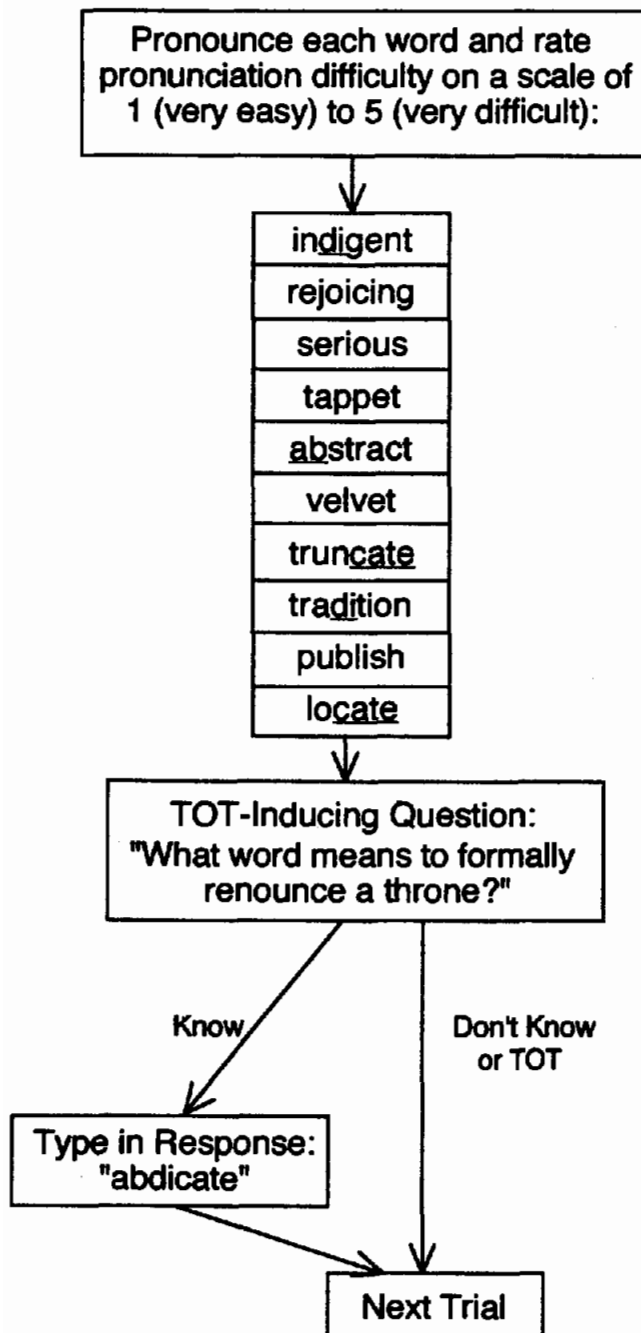 Pronounce each word and rate
pronunciation difficulty on a scale of
1 (very easy) to 5 (very difficult):
indigent
rejoicing
serious
tappet
abstract
velvet
truncate
tradition
publish
locate
TOT-Inducing Question:
"What word means to formally
renounce a throne?"
Know
Don't Know
or TOT
Type in Response:
"abdicate"
Next Trial